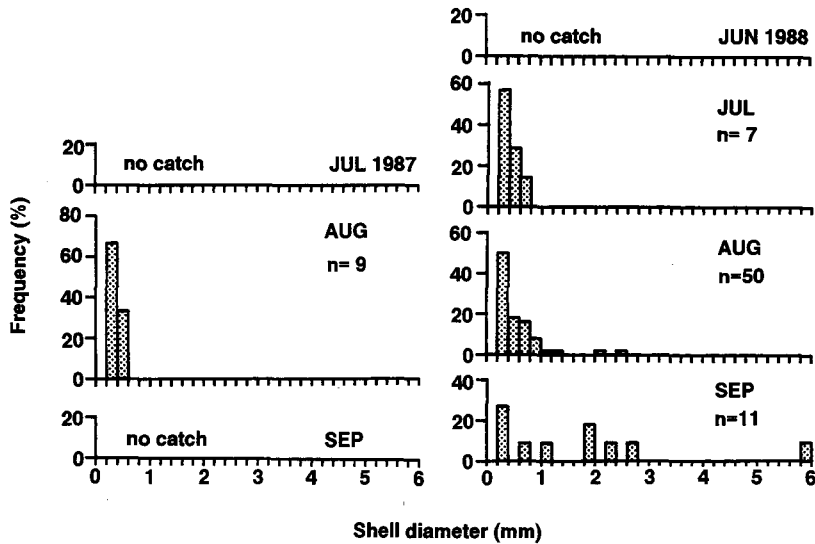 20
0
no catch
JUN 1988
60
40
20
0
JUL
n= 7
20
0
no catch
JUL 1987
80
60
40
20
0
AUG
n= 9
60
40
20
0
AUG
n=50
20
0
no catch
SEP
0 1 2 3 4 5 6
40
20
0
SEP
n=11
0 1 2 3 4 5 6
Frequency (%)
Shell diameter (mm)